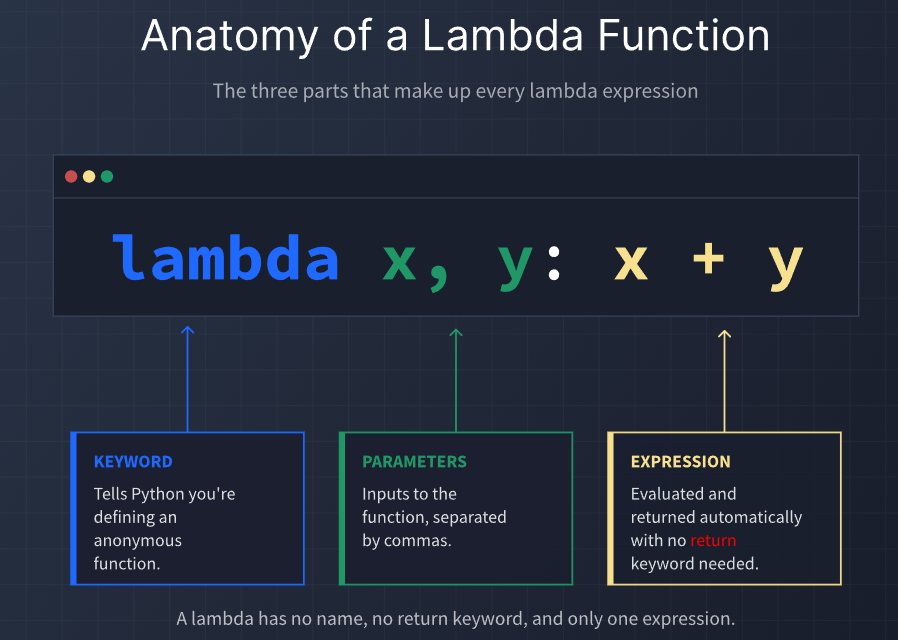 Anatomy of a Lambda Function
The three parts that make up every lambda expression
lambda x, y: x + y
KEYWORD
Tells Python you're
defining an
anonymous
function.
PARAMETERS
Inputs to the
function, separated
by commas.
EXPRESSION
Evaluated and
returned automatically
with no return
keyword needed.
A lambda has no name, no return keyword, and only one expression.